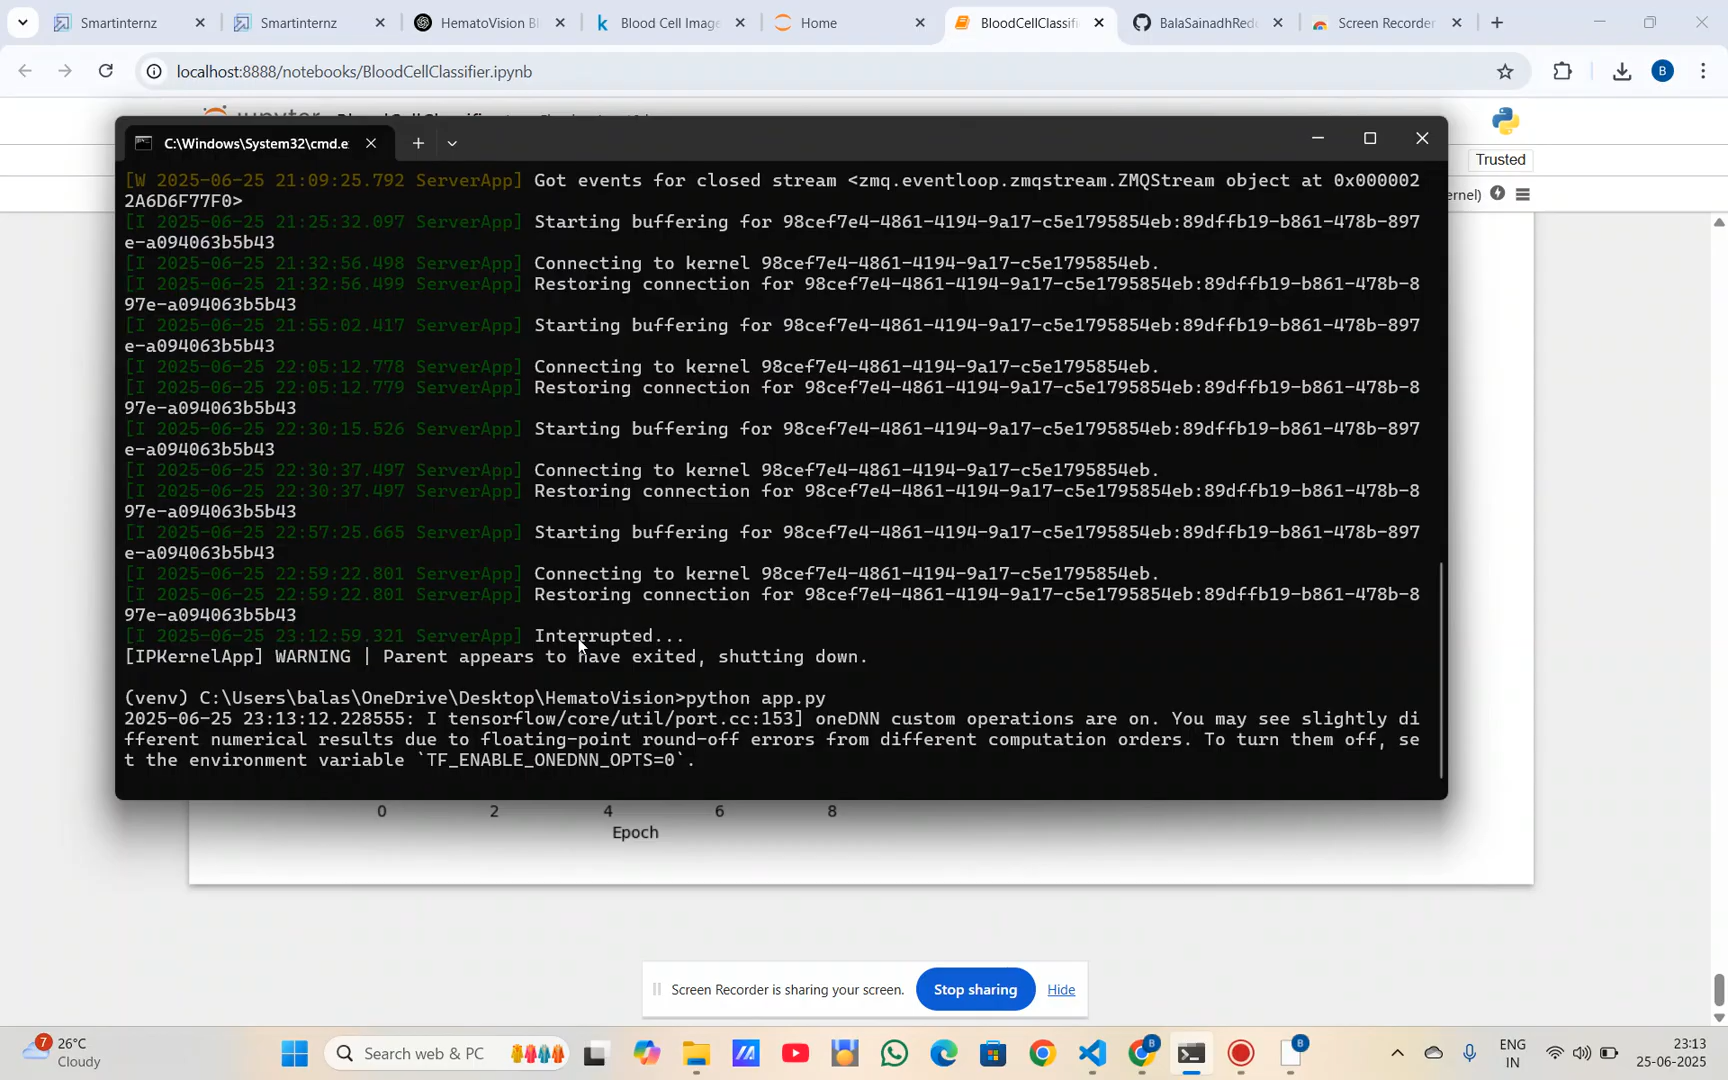 Smartinternz
Smartinternz
HematoVision Bl
Blood Cell Image
Home
BloodCellClassifi
BalaSainadhRed
Screen Recorder
localhost:8888/notebooks/BloodCellClassifier.ipynb
B
Trusted
ernel)
C:\Windows\System32\cmd.e
[W 2025-06-25 21:09:25.792 ServerApp] Got events for closed stream <zmq.eventloop.zmqstream.ZMQStream object at 0x000002
2A6D6F77F0>
[I 2025-06-25 21:25:32.097 ServerApp] Starting buffering for 98cef7e4-4861-4194-9a17-c5e1795854eb:89dffb19-b861-478b-897
e-a094063b5b43
[I 2025-06-25 21:32:56.498 ServerApp] Connecting to kernel 98cef7e4-4861-4194-9a17-c5e1795854eb.
[I 2025-06-25 21:32:56.499 ServerApp] Restoring connection for 98cef7e4-4861-4194-9a17-c5e1795854eb:89dffb19-b861-478b-8
97e-a094063b5b43
[I 2025-06-25 21:55:02.417 ServerApp] Starting buffering for 98cef7e4-4861-4194-9a17-c5e1795854eb:89dffb19-b861-478b-897
e-a094063b5b43
[I 2025-06-25 22:05:12.778 ServerApp] Connecting to kernel 98cef7e4-4861-4194-9a17-c5e1795854eb.
[I 2025-06-25 22:05:12.779 ServerApp] Restoring connection for 98cef7e4-4861-4194-9a17-c5e1795854eb:89dffb19-b861-478b-8
97e-a094063b5b43
[I 2025-06-25 22:30:15.526 ServerApp] Starting buffering for 98cef7e4-4861-4194-9a17-c5e1795854eb:89dffb19-b861-478b-897
e-a094063b5b43
[I 2025-06-25 22:30:37.497 ServerApp] Connecting to kernel 98cef7e4-4861-4194-9a17-c5e1795854eb.
[I 2025-06-25 22:30:37.497 ServerApp] Restoring connection for 98cef7e4-4861-4194-9a17-c5e1795854eb:89dffb19-b861-478b-8
97e-a094063b5b43
[I 2025-06-25 22:57:25.665 ServerApp] Starting buffering for 98cef7e4-4861-4194-9a17-c5e1795854eb:89dffb19-b861-478b-897
e-a094063b5b43
[I 2025-06-25 22:59:22.801 ServerApp] Connecting to kernel 98cef7e4-4861-4194-9a17-c5e1795854eb.
[I 2025-06-25 22:59:22.801 ServerApp] Restoring connection for 98cef7e4-4861-4194-9a17-c5e1795854eb:89dffb19-b861-478b-8
97e-a094063b5b43
[I 2025-06-25 23:12:59.321 ServerApp] Interrupted...
[IPKernelApp] WARNING | Parent appears to have exited, shutting down.
(venv) C:\Users\balas\OneDrive\Desktop\HematoVision>python app.py
2025-06-25 23:13:12.228555: I tensorflow/core/util/port.cc:153] oneDNN custom operations are on. You may see slightly di
fferent numerical results due to floating-point round-off errors from different computation orders. To turn them off, se
t the environment variable `TF_ENABLE_ONEDNN_OPTS=0`.
0 2 4 6 8
Epoch
Screen Recorder is sharing your screen.
Stop sharing
Hide
7
26°C
Cloudy
Search web & PC
B
B
ENG
IN
23:13
25-06-2025